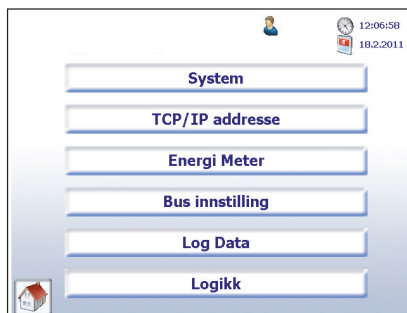 12:06:58
18.2.2011
System
TCP/IP addresse
Energi Meter
Bus innstilling
Log Data
Logikk